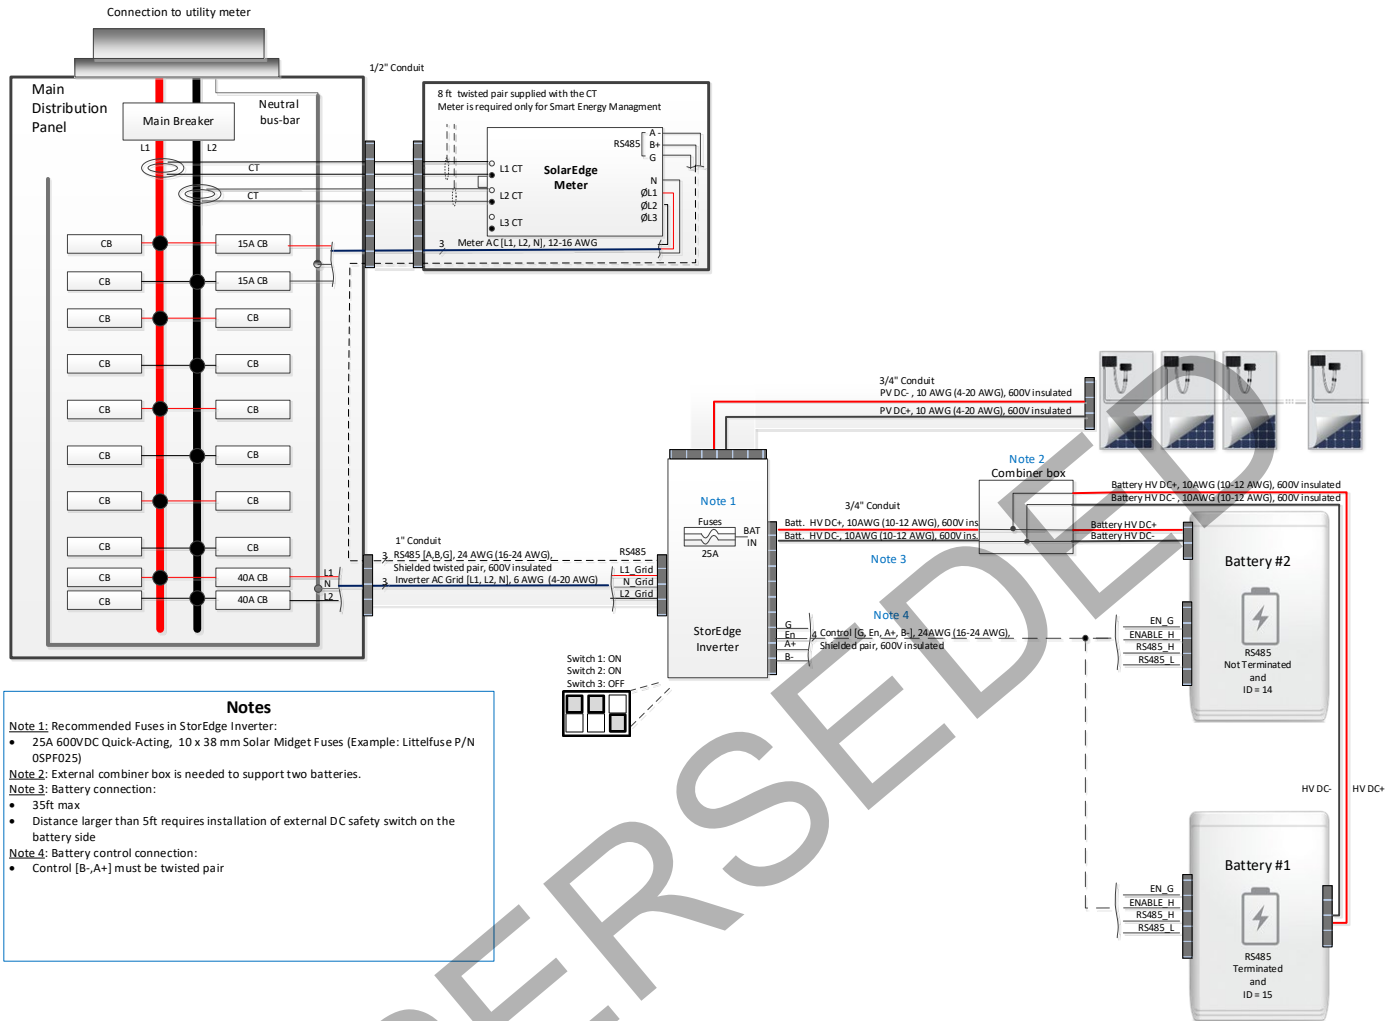 Connection to utility meter
1/2" Conduit
Main
Distribution
Panel
Main Breaker
Neutral
bus-bar
L1
L2
CT
CT
8 ft twisted pair supplied with the CT
Meter is required only for Smart Energy Managment
SolarEdge
Meter
L1 CT
L2 CT
L3 CT
RS485
A -
B+
G
N
ØL1
ØL2
ØL3
3
Meter AC [L1, L2, N], 12-16 AWG
CB
15A CB
CB
15A CB
CB
CB
CB
CB
CB
CB
CB
CB
CB
CB
CB
CB
CB
40A CB
CB
40A CB
L1
N
L2
1" Conduit
3
RS485 [A,B,G], 24 AWG (16-24 AWG),
Shielded twisted pair, 600V insulated
3
Inverter AC Grid [L1, L2, N], 6 AWG (4-20 AWG)
RS485
L1_Grid
N_Grid
L2_Grid
3/4" Conduit
PV DC- , 10 AWG (4-20 AWG), 600V insulated
PV DC+, 10 AWG (4-20 AWG), 600V insulated
Note 1
Fuses
25A
BAT
IN
StorEdge
Inverter
G
En
A+
B-
Switch 1: ON
Switch 2: ON
Switch 3: OFF
3/4" Conduit
Batt. HV DC+, 10AWG (10-12 AWG), 600V ins
Batt. HV DC-, 10AWG (10-12 AWG), 600V ins
Note 3
Note 2
Combiner box
Battery HV DC+, 10AWG (10-12 AWG), 600V insulated
Battery HV DC- , 10AWG (10-12 AWG), 600V insulated
Battery HV DC+
Battery HV DC-
Note 4
4
Control [G, En, A+, B-], 24AWG (16-24 AWG),
Shielded pair, 600V insulated
EN_G
ENABLE_H
RS485_H
RS485_L
Battery #2
RS485
Not Terminated
and
ID = 14
HV DC-
HV DC+
EN_G
ENABLE_H
RS485_H
RS485_L
Battery #1
RS485
Terminated
and
ID = 15
Notes
Note 1: Recommended Fuses in StorEdge Inverter:
• 25A 600VDC Quick-Acting, 10 x 38 mm Solar Midget Fuses (Example: Littelfuse P/N
0SPF025)
Note 2: External combiner box is needed to support two batteries.
Note 3: Battery connection:
• 35ft max
• Distance larger than 5ft requires installation of external DC safety switch on the
battery side
Note 4: Battery control connection:
• Control [B-,A+] must be twisted pair
PERSEDED